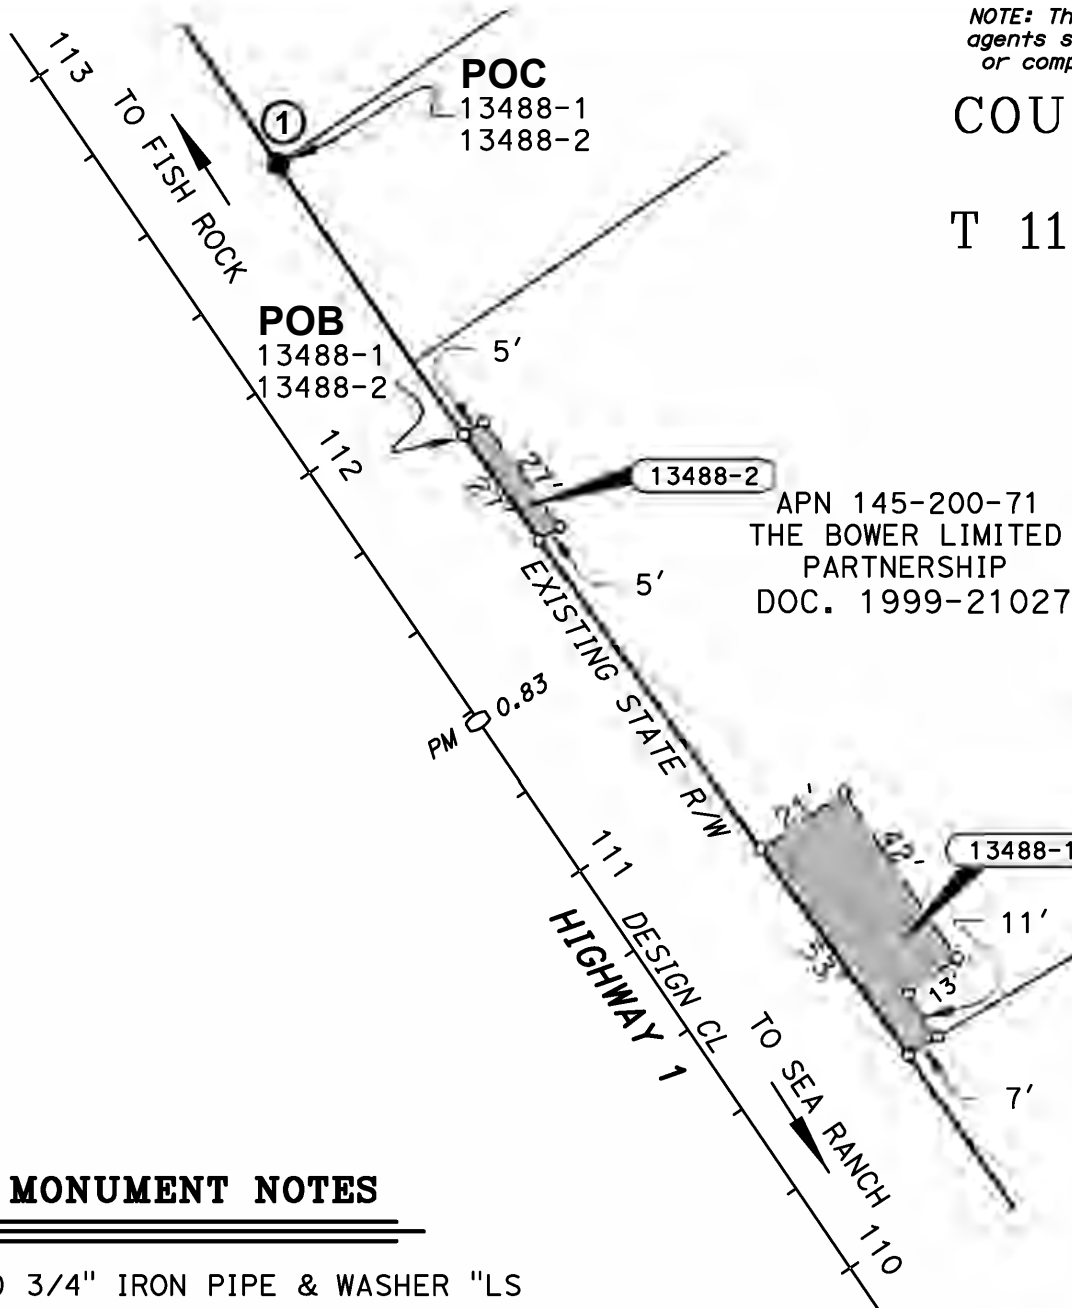 NOTE: Th
agents s
or comp
COU
T 11
113
TO FISH ROCK
1
POC
13488-1
13488-2
POB
13488-1
13488-2
5'
27'
27'
13488-2
APN 145-200-71
THE BOWER LIMITED
PARTNERSHIP
DOC. 1999-21027
5'
112
EXISTING STATE R/W
PM 0.83
21'
42'
13488-1
11'
13'
53'
7'
111
DESIGN CL
HIGHWAY 1
TO SEA RANCH
110
MONUMENT NOTES
3/4" IRON PIPE & WASHER "LS